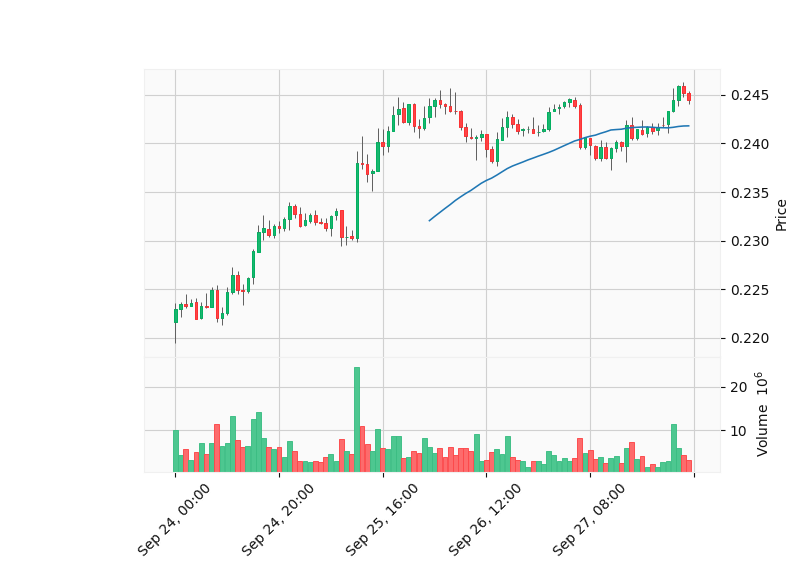 0.245
0.240
0.235
0.230
0.225
0.220
Price
20
10
Volume 10^6
Sep 24, 00:00
Sep 24, 20:00
Sep 25, 16:00
Sep 26, 12:00
Sep 27, 08:00